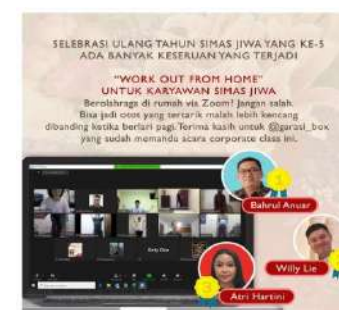 SELEBRASI ULANG TAHUN SIMAS JIWA YANG KE-5
ADA BANYAK KESERUAN YANG TERJADI
"WORK OUT FROM HOME"
UNTUK KARYAWAN SIMAS JIWA
Berolahraga di rumah via Zoom! Jangan salah.
Bisa jadi otot yang tertarik malah lebih kencang
dibanding ketika berlari pagi. Terima kasih untuk @garasi_box
yang sudah memandu acara corporate class ini.
1
Bahrul Anuar
Willy Lie
3
Atri Hartini